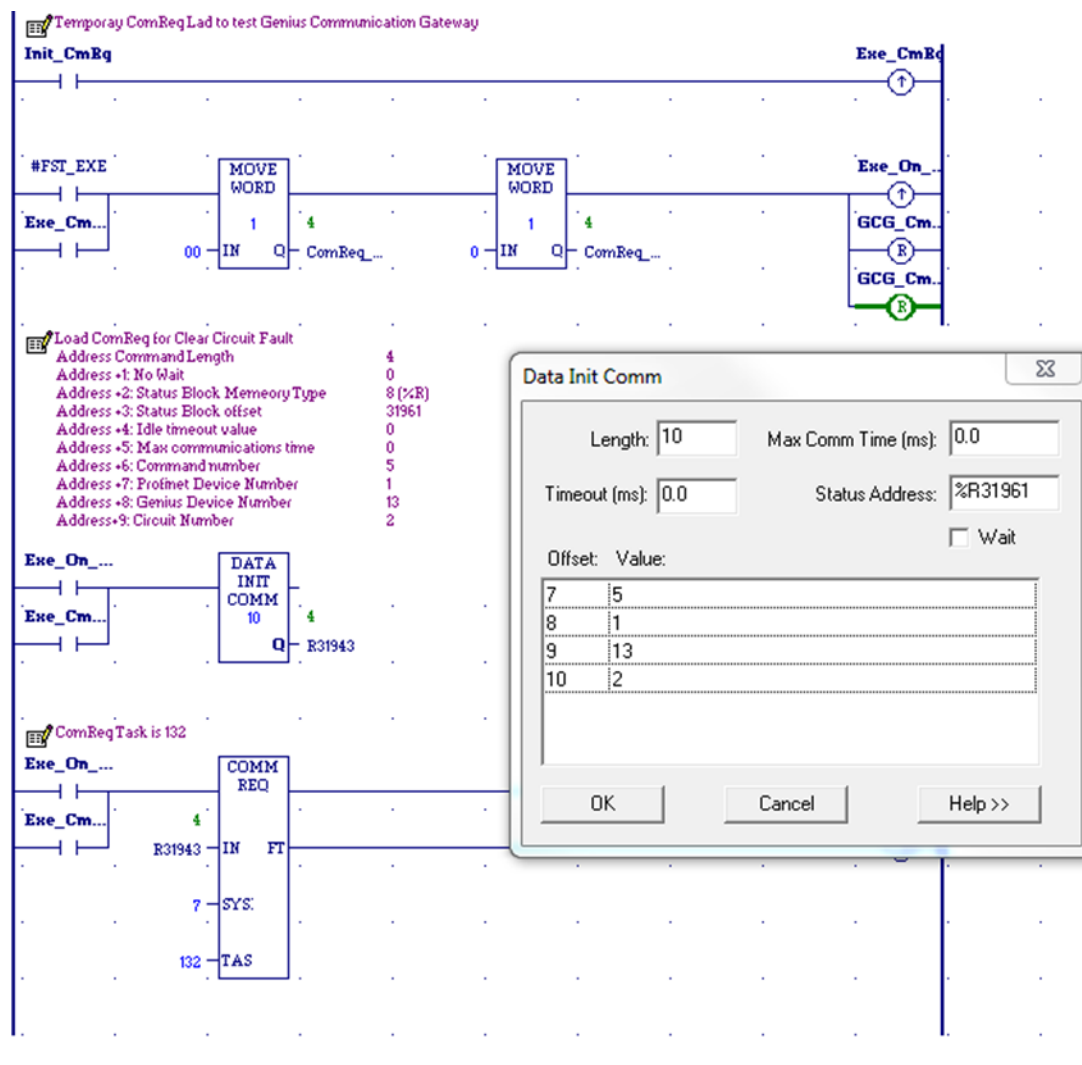 Temporay ComReq Lad to test Genius Communication Gateway
Init_CmRq Exe_CmRq
#FST_EXE MOVE MOVE Exe_On_..
WORD WORD
Exe_Cm... 1 4 1 4 GCG_Cm..
00 IN Q ComReq_... 0 IN Q ComReq_... R
GCG_Cm..
R
Load ComReq for Clear Circuit Fault
Address Command Length 4
Address +1: No Wait 0
Address +2: Status Block Memeory Type 8 (%R)
Address +3: Status Block offset 31961
Address +4: Idle timeout value 0
Address +5: Max communications time 0
Address +6: Command number 5
Address +7: Profinet Device Number 1
Address +8: Genius Device Number 13
Address+9: Circuit Number 2
Exe_On_... DATA
INIT
COMM
Exe_Cm... 10 4
Q R31943
ComReq Task is 132
Exe_On_... COMM
REQ
Exe_Cm... 4
R31943 IN FT
7 SYS:
132 TAS
Data Init Comm
Length: 10 Max Comm Time (ms): 0.0
Timeout (ms): 0.0 Status Address: %R31961
Wait
Offset: Value:
7 5
8 1
9 13
10 2
OK Cancel Help >>